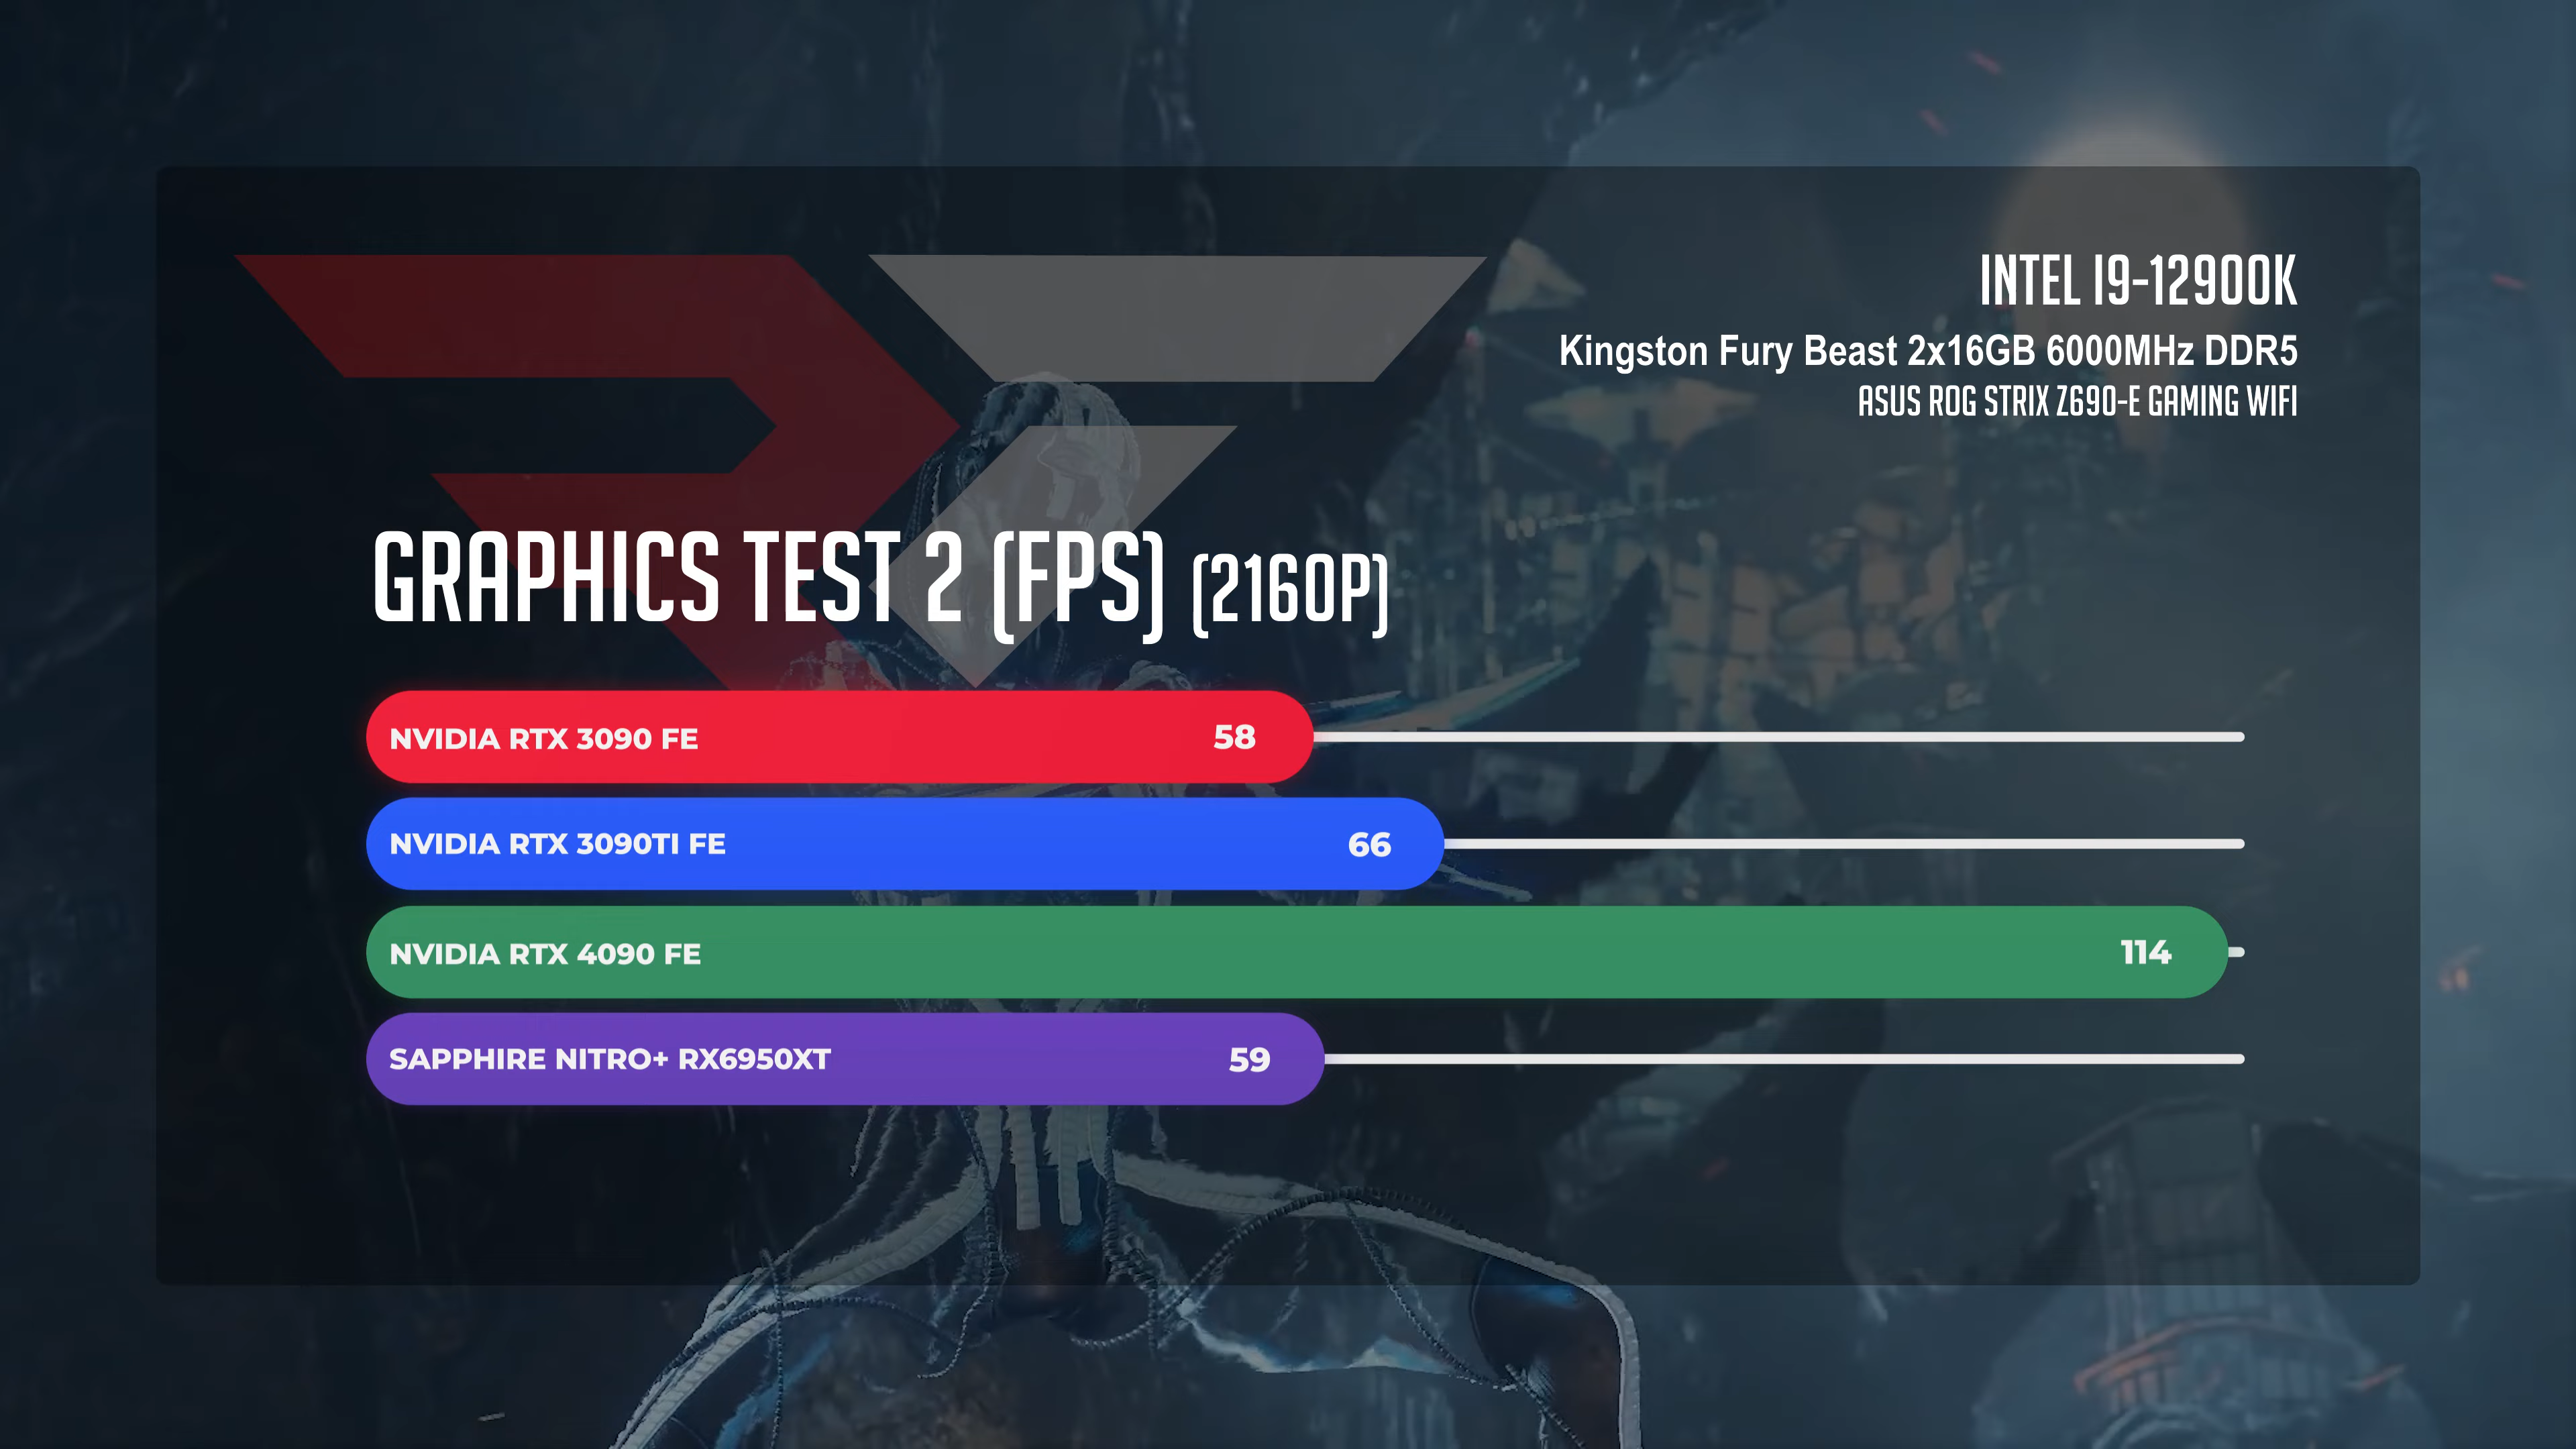 INTEL I9-12900K
Kingston Fury Beast 2x16GB 6000MHz DDR5
ASUS ROG STRIX Z690-E GAMING WIFI
GRAPHICS TEST 2 (FPS) (2160P)
NVIDIA RTX 3090 FE 58
NVIDIA RTX 3090TI FE 66
NVIDIA RTX 4090 FE 114
SAPPHIRE NITRO+ RX6950XT 59